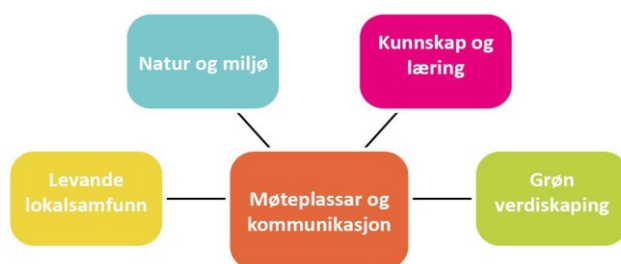 Natur og miljø
Kunnskap og
læring
Levande
lokalsamfunn
Møteplassar og
kommunikasjon
Grøn
verdiskaping